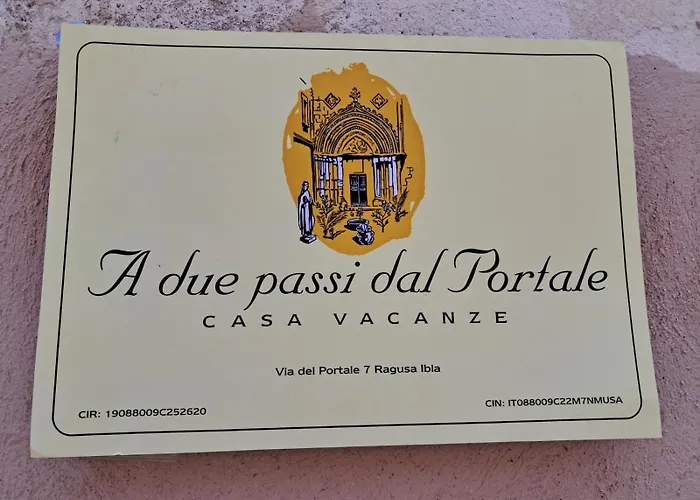 A due passi dal Portale
CASA VACANZE
Via del Portale 7 Ragusa Ibla
CIR: 19088009C252620
CIN: IT088009C22M7NMUSA